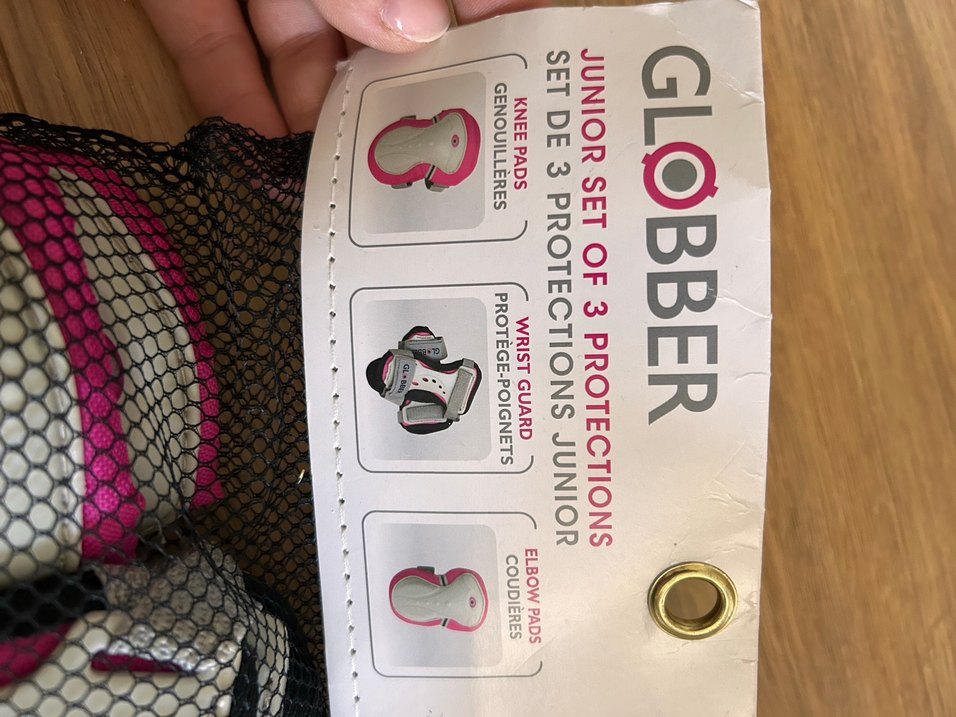 GLOBBER
JUNIOR SET OF 3 PROTECTIONS
SET DE 3 PROTECTIONS JUNIOR
KNEE PADS
GENOUILLÈRES
WRIST GUARD
PROTÈGE-POIGNETS
GLOBBER
ELBOW PADS
COUDIÈRES